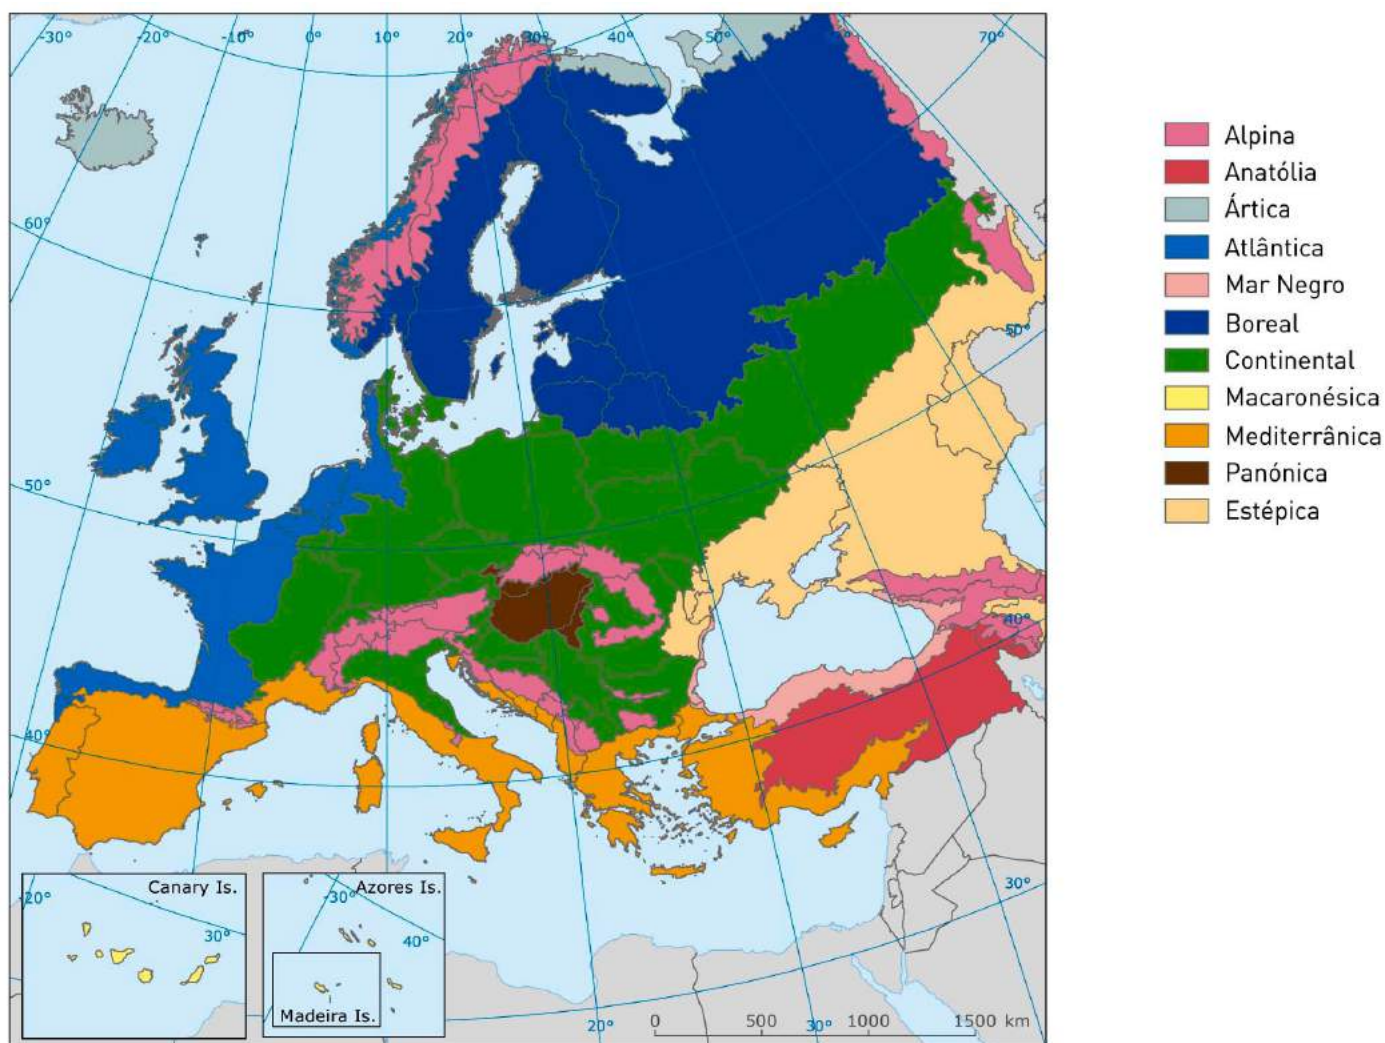 -30° -20° -10° 0° 10° 20° 30° 40° 50° 60° 70°
60°
50°
50°
40°
40°
30°
Canary Is.
-20°
30°
Azores Is.
-30°
40°
Madeira Is.
20°
30°
0 500 1000 1500 km
Alpina
Anatólia
Ártica
Atlântica
Mar Negro
Boreal
Continental
Macaronésica
Mediterrânica
Panónica
Estépica